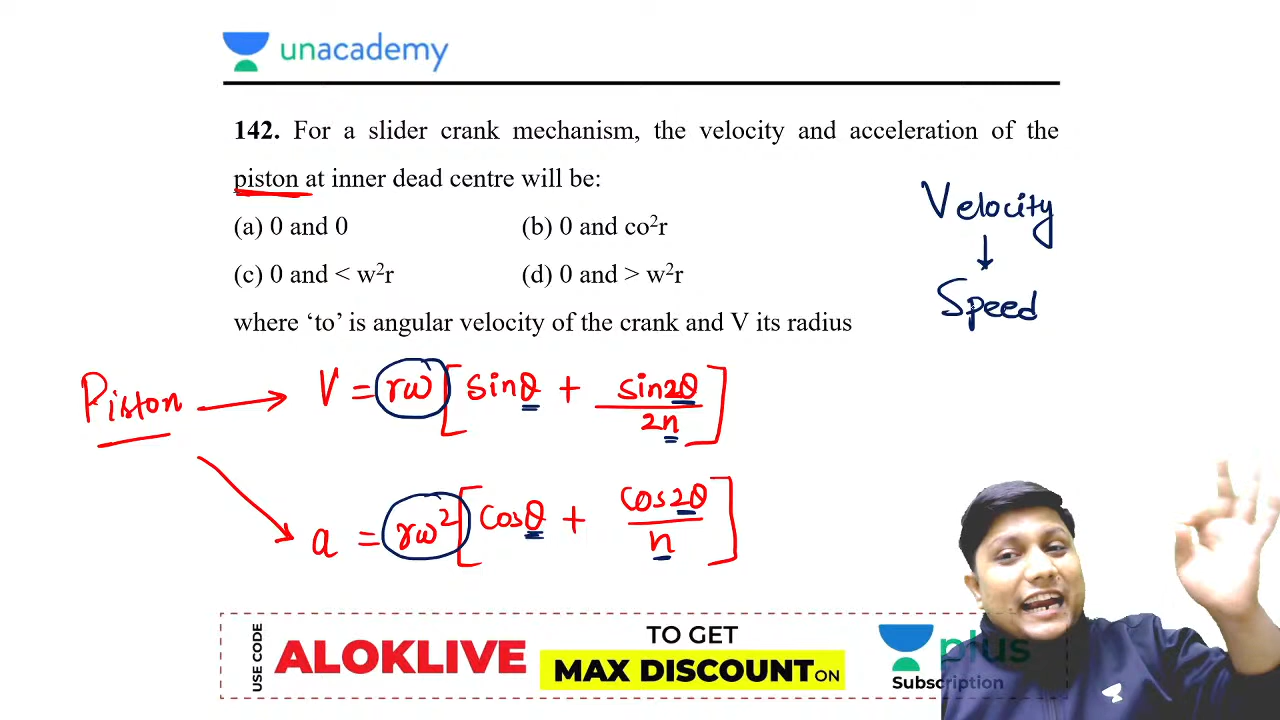 unacademy
142. For a slider crank mechanism, the velocity and acceleration of the
piston at inner dead centre will be:
(a) 0 and 0 (b) 0 and co²r
(c) 0 and < w²r (d) 0 and > w²r
where ‘to’ is angular velocity of the crank and V its radius
Velocity
↓
Speed
Piston → V = rω [sinθ + sin2θ/2n]
a = rω² [cosθ + cos2θ/n]
USE CODE
ALOKLIVE
TO GET
MAX DISCOUNT ON
plus
Subscription